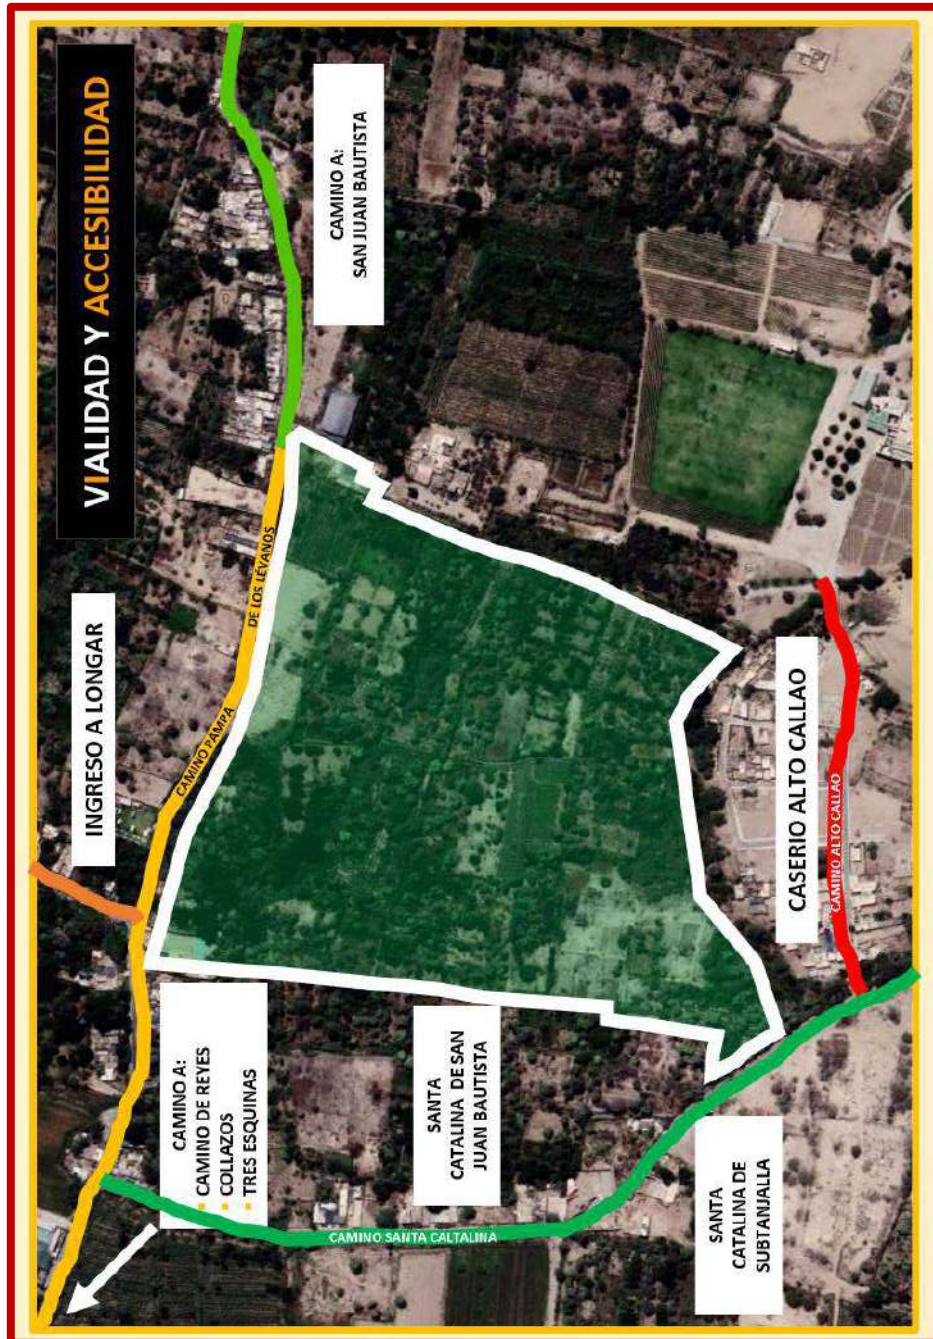 VIALIDAD Y ACCESIBILIDAD
INGRESO A LONGAR
CAMINO A:
SAN JUAN BAUTISTA
CAMINO PAMPA
DE LOS LÉVANOS
CAMINO A:
CAMINO DE REYES
COLLAZOS
TRES ESQUINAS
SANTA
CATALINA DE SAN
JUAN BAUTISTA
CASERIO ALTO CALLAO
CAMINO ALTO CALLAO
CAMINO SANTA CALTALINA
SANTA
CATALINA DE
SUBTANJALLA